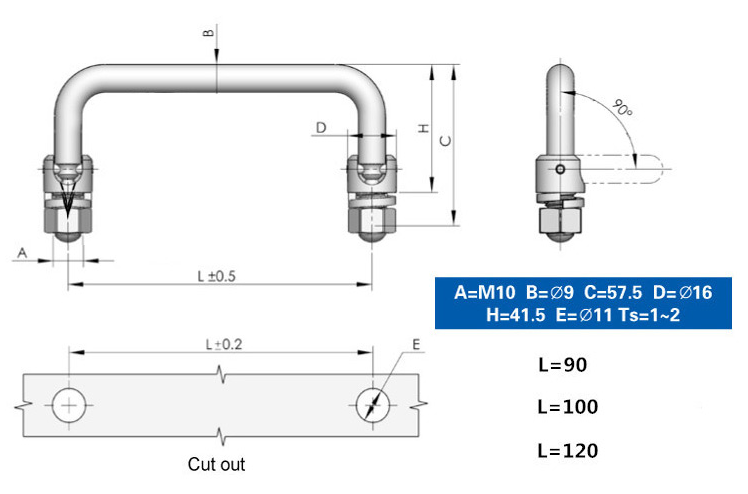 B
D
H
C
90°
A
L ±0.5
A=M10 B=∅9 C=57.5 D=∅16
H=41.5 E=∅11 Ts=1~2
L±0.2
E
L=90
L=100
L=120
Cut out